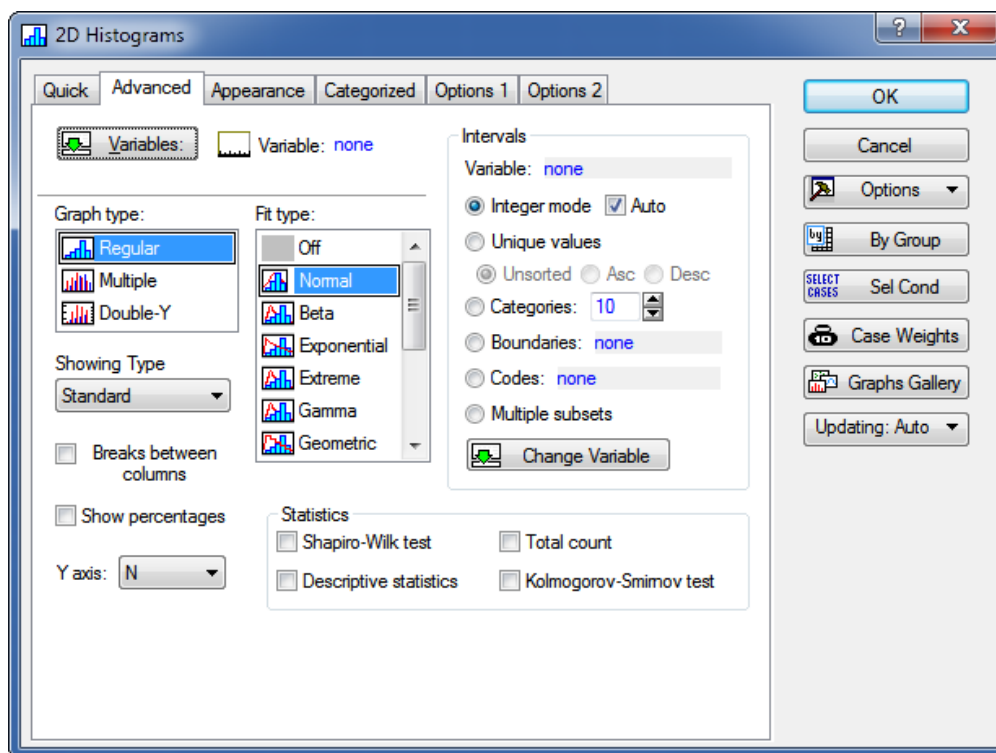 2D Histograms
?
Quick Advanced Appearance Categorized Options 1 Options 2
Variables: Variable: none
Graph type:
Regular
Multiple
Double-Y
Fit type:
Off
Normal
Beta
Exponential
Extreme
Gamma
Geometric
Showing Type
Standard
Breaks between
columns
Show percentages
Y axis: N
Intervals
Variable: none
Integer mode Auto
Unique values
Unsorted Asc Desc
Categories: 10
Boundaries: none
Codes: none
Multiple subsets
Change Variable
Statistics
Shapiro-Wilk test Total count
Descriptive statistics Kolmogorov-Smirnov test
OK
Cancel
Options
by By Group
SELECT
CASES Sel Cond
Case Weights
Graphs Gallery
Updating: Auto